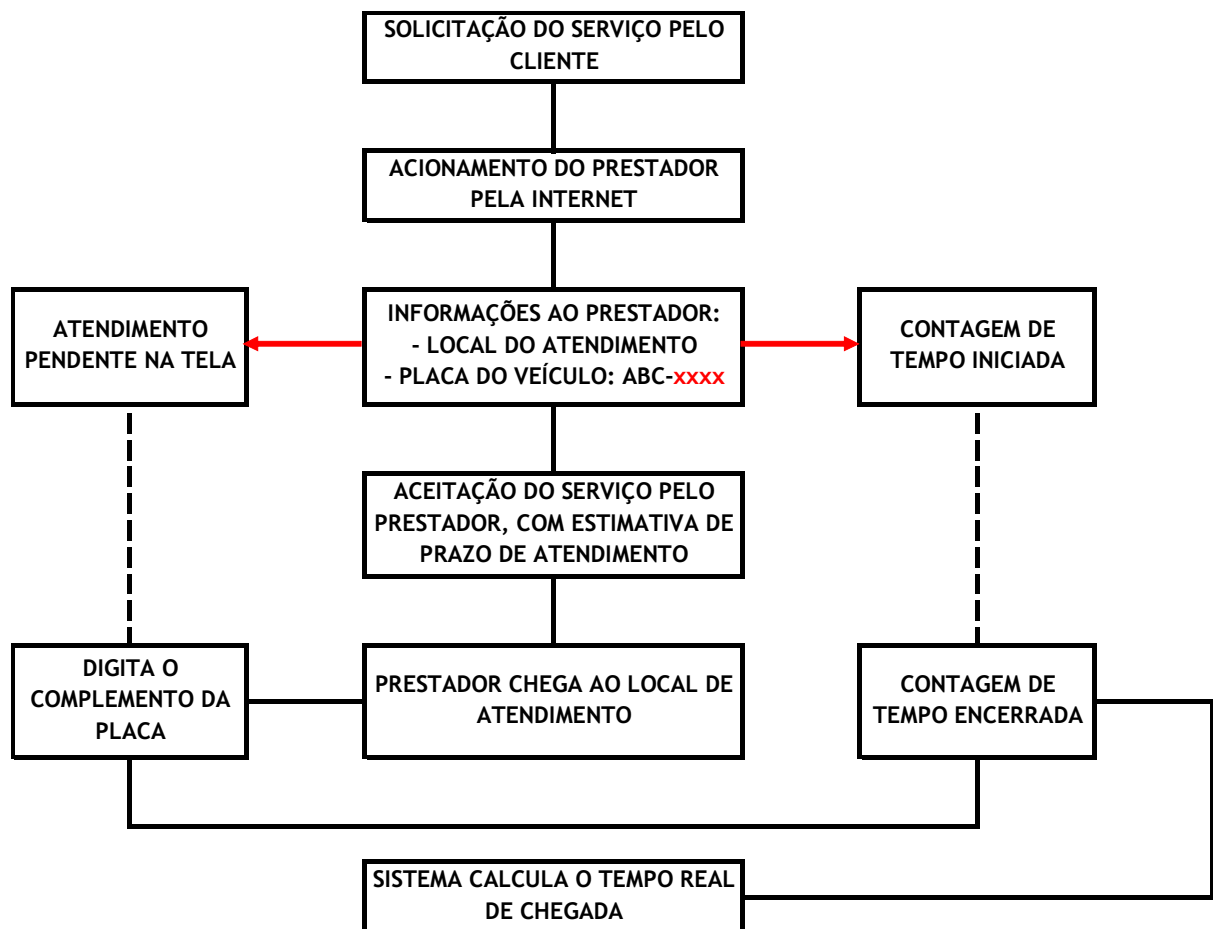 SOLICITAÇÃO DO SERVIÇO PELO
CLIENTE
ACIONAMENTO DO PRESTADOR
PELA INTERNET
ATENDIMENTO
PENDENTE NA TELA
INFORMAÇÕES AO PRESTADOR:
- LOCAL DO ATENDIMENTO
- PLACA DO VEÍCULO: ABC-xxxx
CONTAGEM DE
TEMPO INICIADA
ACEITAÇÃO DO SERVIÇO PELO
PRESTADOR, COM ESTIMATIVA DE
PRAZO DE ATENDIMENTO
DIGITA O
COMPLEMENTO DA
PLACA
PRESTADOR CHEGA AO LOCAL DE
ATENDIMENTO
CONTAGEM DE
TEMPO ENCERRADA
SISTEMA CALCULA O TEMPO REAL
DE CHEGADA